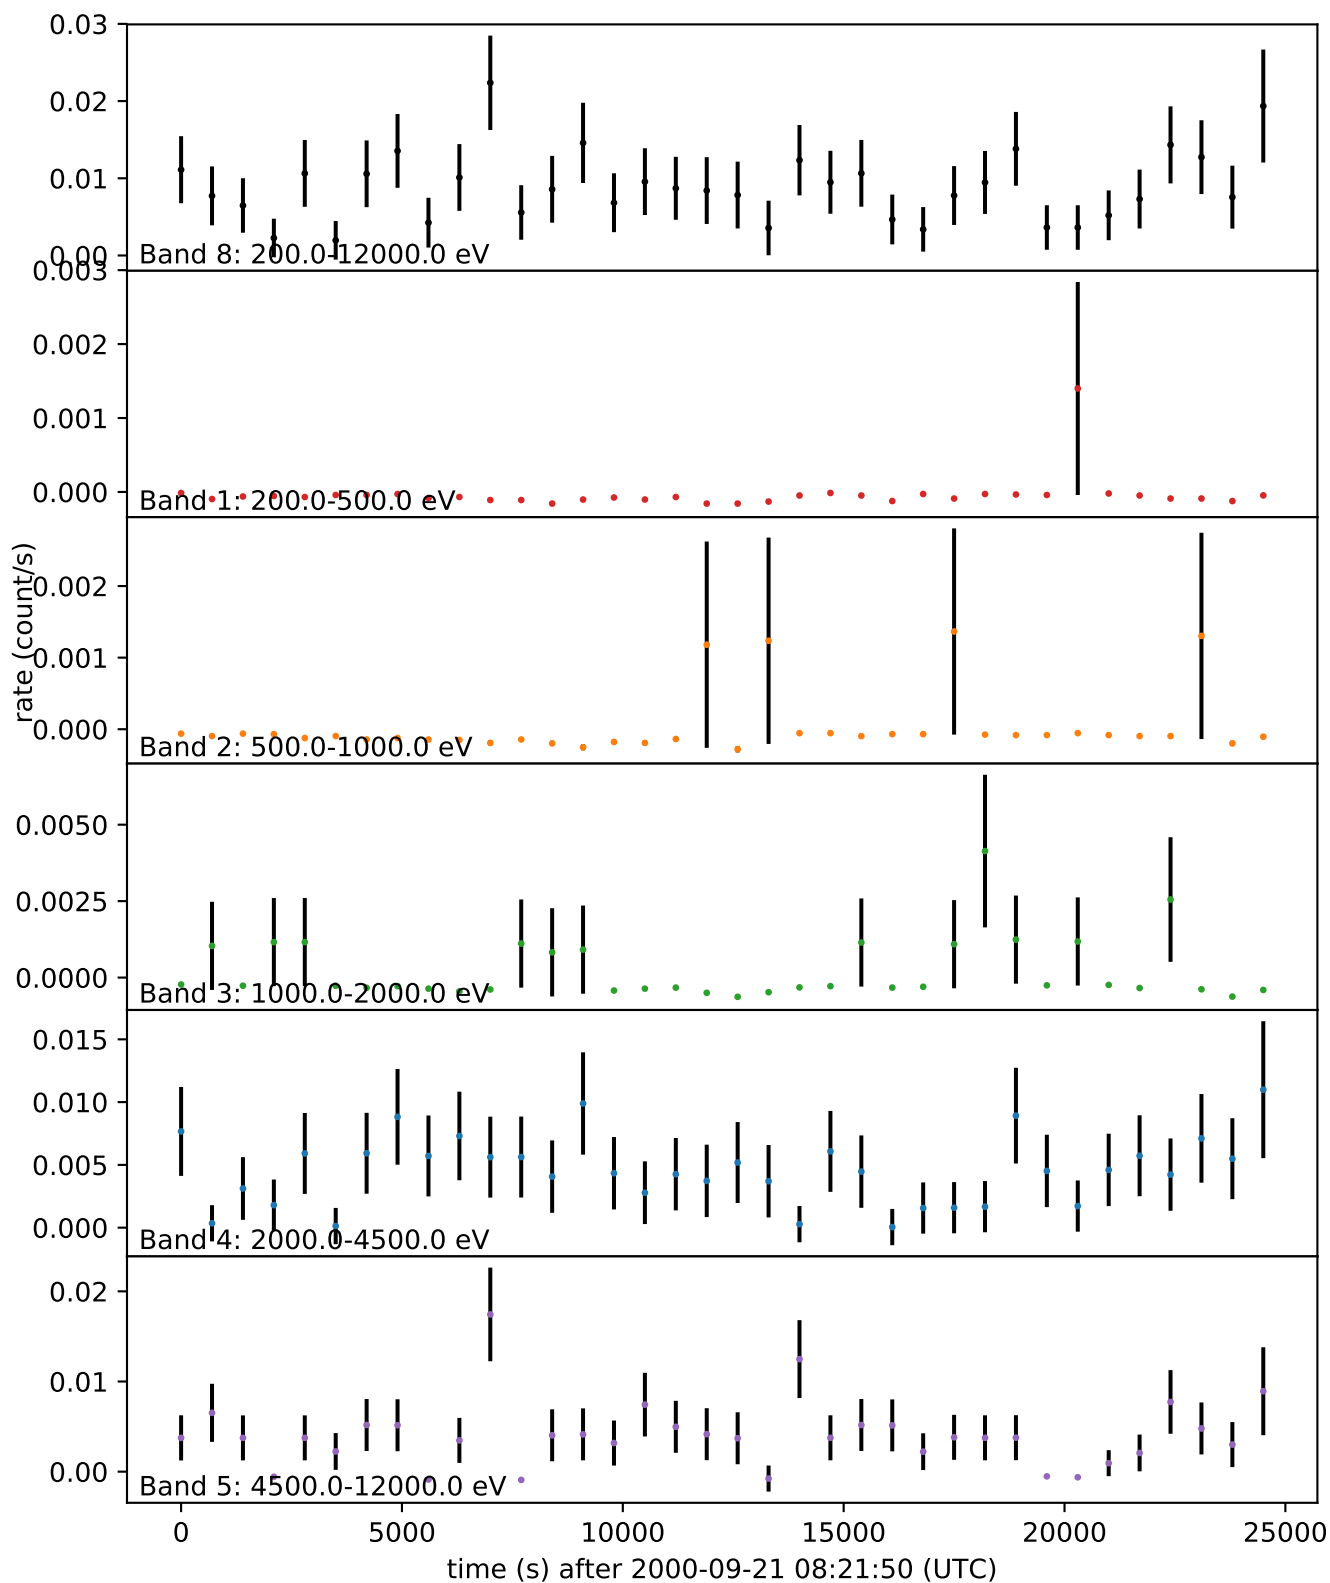 0.03
0.02
0.01
0.00
Band 8: 200.0-12000.0 eV
0.003
0.002
0.001
0.000
Band 1: 200.0-500.0 eV
rate (count/s)
0.002
0.001
0.000
Band 2: 500.0-1000.0 eV
0.0050
0.0025
0.0000
Band 3: 1000.0-2000.0 eV
0.015
0.010
0.005
0.000
Band 4: 2000.0-4500.0 eV
0.02
0.01
0.00
Band 5: 4500.0-12000.0 eV
0 5000 10000 15000 20000 25000
time (s) after 2000-09-21 08:21:50 (UTC)